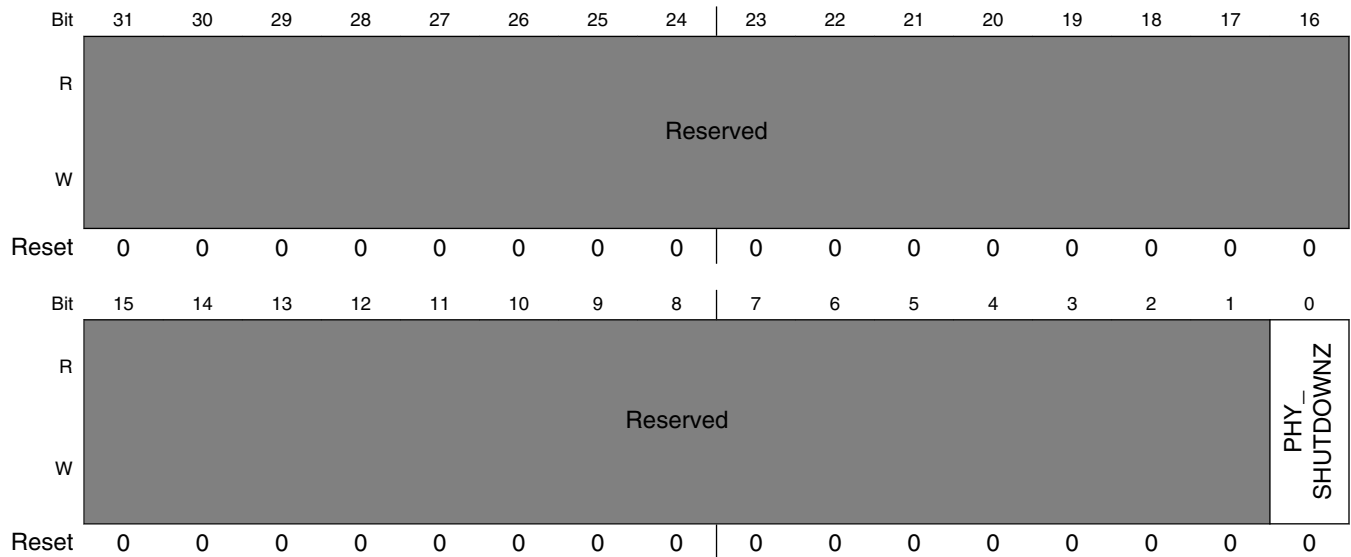 Bit 31 30 29 28 27 26 25 24 23 22 21 20 19 18 17 16
R
Reserved
W
Reset 0 0 0 0 0 0 0 0 0 0 0 0 0 0 0 0
Bit 15 14 13 12 11 10 9 8 7 6 5 4 3 2 1 0
R
Reserved
PHY_
SHUTDOWNZ
W
Reset 0 0 0 0 0 0 0 0 0 0 0 0 0 0 0 0